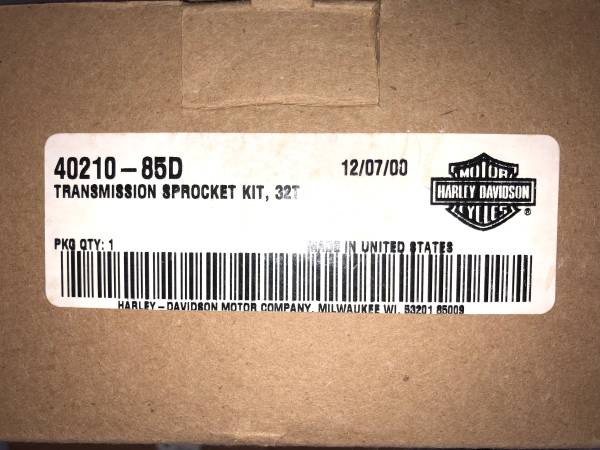 40210-85D 12/07/00
TRANSMISSION SPROCKET KIT, 32T
MOTOR
HARLEY DAVIDSON
CYCLES
®
PKG QTY: 1 MADE IN UNITED STATES
HARLEY-DAVIDSON MOTOR COMPANY, MILWAUKEE WI, 53201 85009